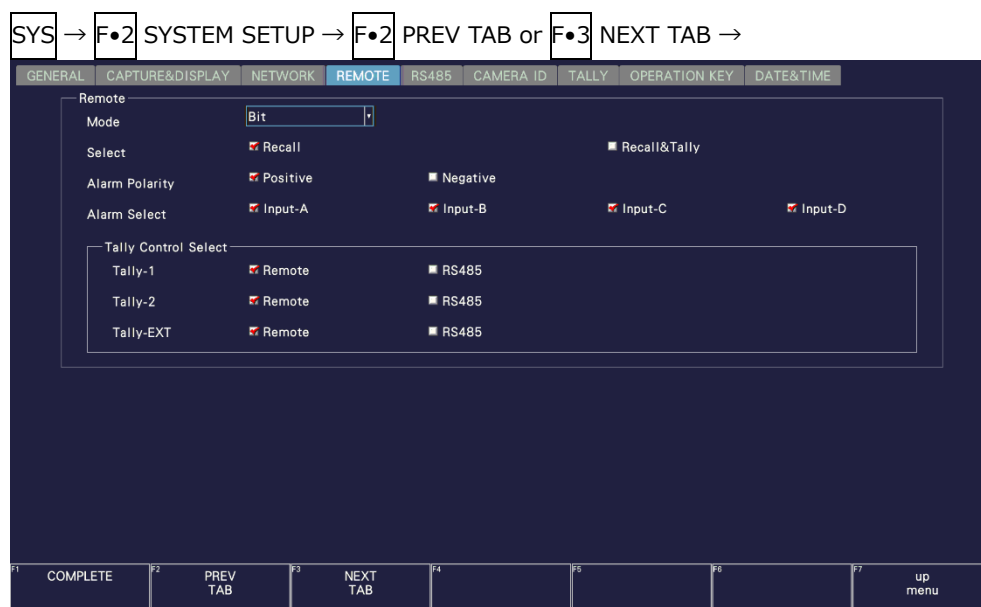 SYS → F•2 SYSTEM SETUP → F•2 PREV TAB or F•3 NEXT TAB →
GENERAL CAPTURE&DISPLAY NETWORK REMOTE RS485 CAMERA ID TALLY OPERATION KEY DATE&TIME
Remote
Mode Bit
Select Recall Recall&Tally
Alarm Polarity Positive Negative
Alarm Select Input-A Input-B Input-C Input-D
Tally Control Select
Tally-1 Remote RS485
Tally-2 Remote RS485
Tally-EXT Remote RS485
F1 COMPLETE F2 PREV F3 NEXT F4 F5 F6 F7 up
TAB TAB menu